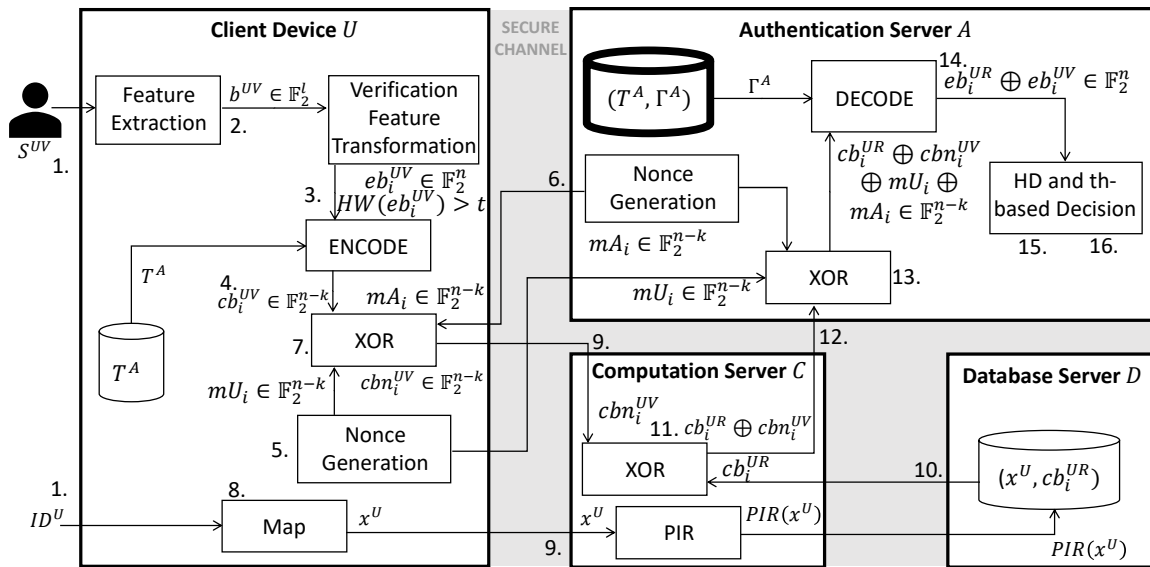 Client Device U
SECURE
CHANNEL
Authentication Server A
S^{UV}
1.
Feature
Extraction
b^{UV} ∈ 𝔽_2^l
2.
Verification
Feature
Transformation
eb_i^{UV} ∈ 𝔽_2^n
3.
HW(eb_i^{UV}) > t
ENCODE
T^A
T^A
4.
cb_i^{UV} ∈ 𝔽_2^{n−k}
mA_i ∈ 𝔽_2^{n−k}
7.
XOR
mU_i ∈ 𝔽_2^{n−k}
cbn_i^{UV} ∈ 𝔽_2^{n−k}
5.
Nonce
Generation
1.
ID^U
8.
Map
x^U
(T^A, Γ^A)
Γ^A
DECODE
14.
eb_i^{UR} ⊕ eb_i^{UV} ∈ 𝔽_2^n
6.
Nonce
Generation
mA_i ∈ 𝔽_2^{n−k}
cb_i^{UR} ⊕ cbn_i^{UV}
⊕ mU_i ⊕
mA_i ∈ 𝔽_2^{n−k}
HD and th-
based Decision
15.
16.
mU_i ∈ 𝔽_2^{n−k}
XOR
13.
9.
12.
Computation Server C
cbn_i^{UV}
11.
cb_i^{UR} ⊕ cbn_i^{UV}
XOR
cb_i^{UR}
9.
x^U
PIR
PIR(x^U)
Database Server D
10.
(x^U, cb_i^{UR})
PIR(x^U)